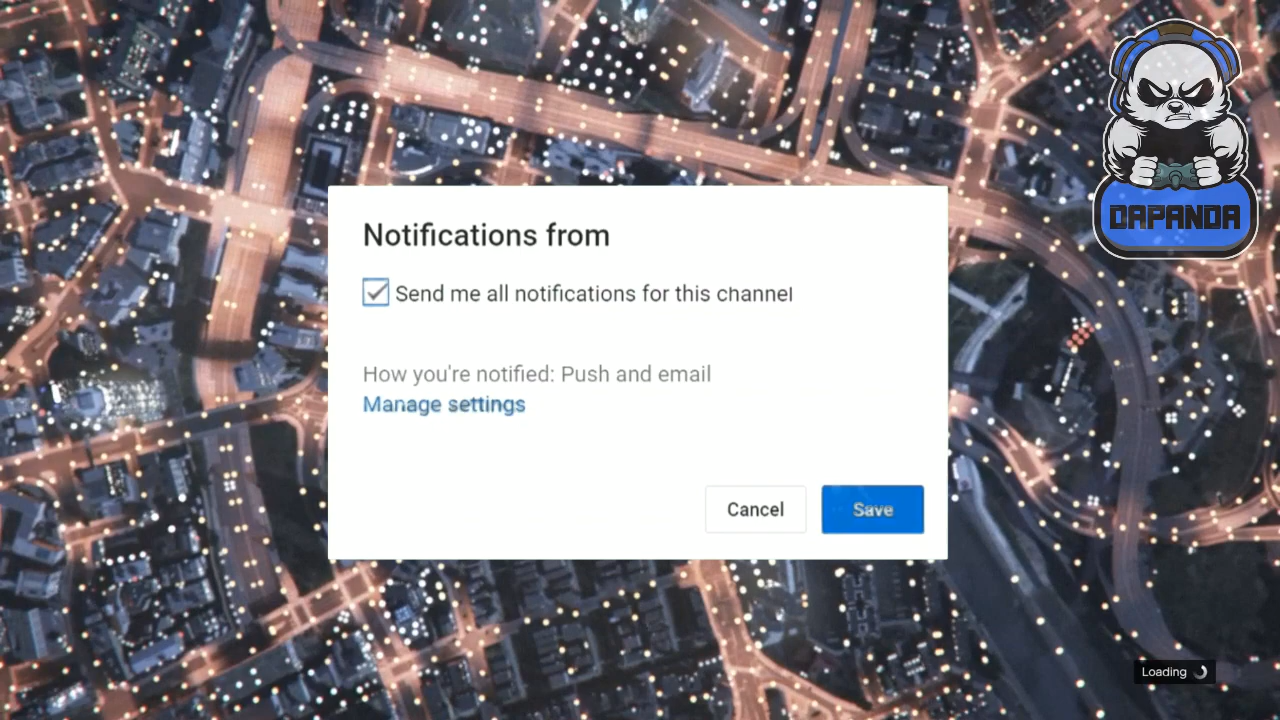 DAPANDA
Notifications from
Send me all notifications for this channel
How you're notified: Push and email
Manage settings
Cancel
Save
Loading